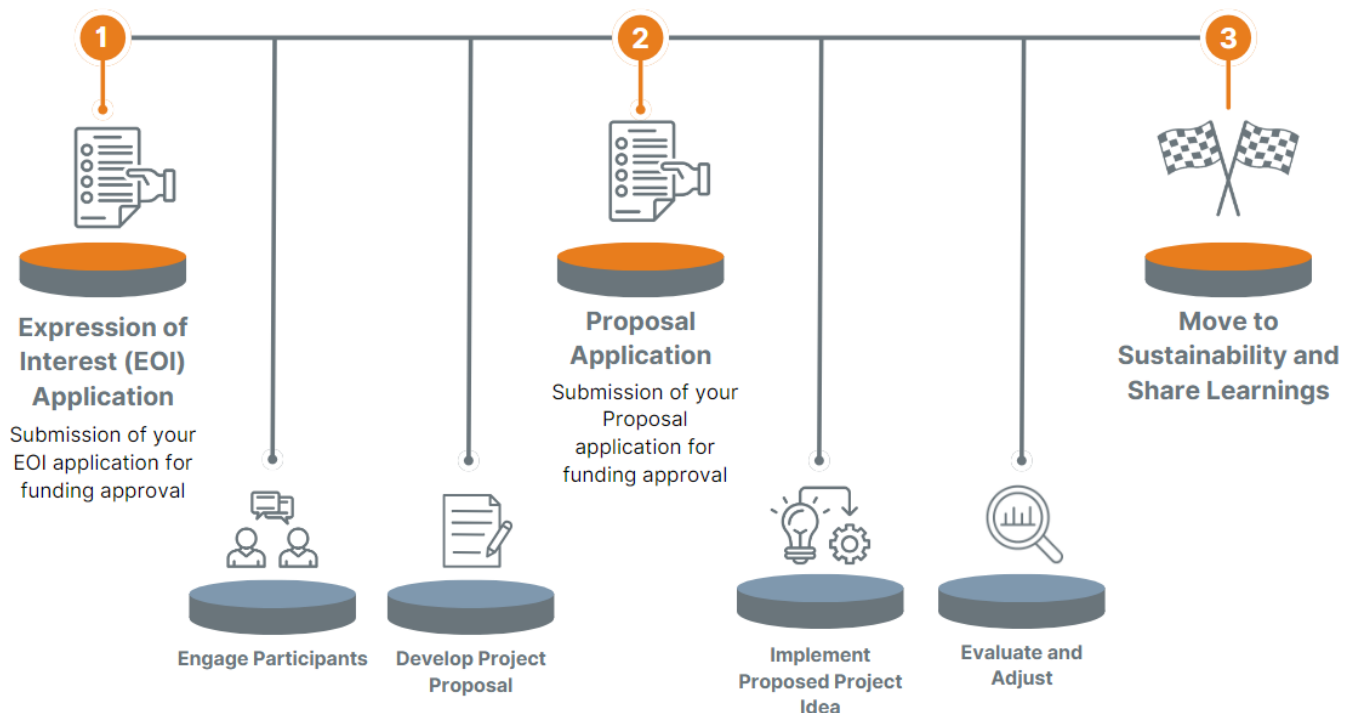 1
2
3
Expression of
Interest (EOI)
Application
Submission of your
EOI application for
funding approval
Engage Participants
Develop Project
Proposal
Proposal
Application
Submission of your
Proposal
application for
funding approval
Implement
Proposed Project
Idea
Evaluate and
Adjust
Move to
Sustainability and
Share Learnings